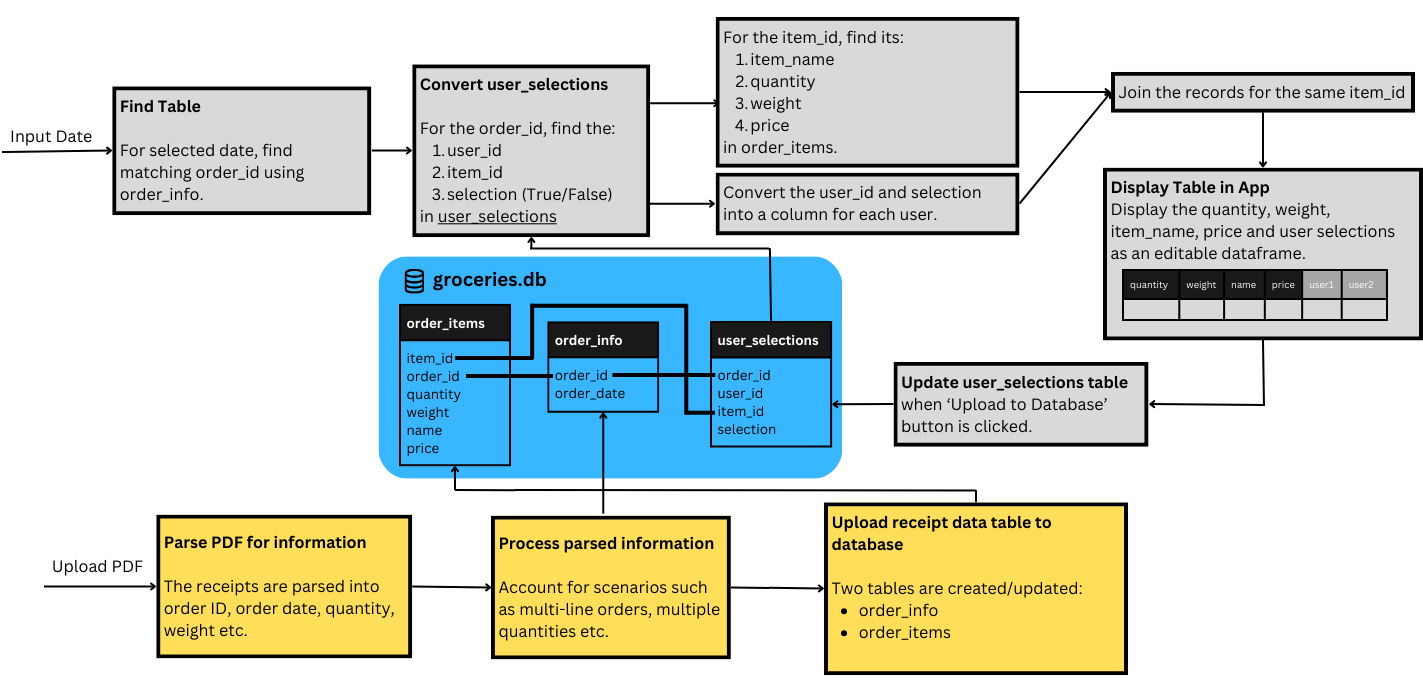 Input Date
Find Table
For selected date, find
matching order_id using
order_info.
Convert user_selections
For the order_id, find the:
1. user_id
2. item_id
3. selection (True/False)
in user_selections
For the item_id, find its:
1. item_name
2. quantity
3. weight
4. price
in order_items.
Convert the user_id and selection
into a column for each user.
Join the records for the same item_id
Display Table in App
Display the quantity, weight,
item_name, price and user selections
as an editable dataframe.
quantity weight name price user1 user2
Update user_selections table
when ‘Upload to Database’
button is clicked.
groceries.db
order_items
item_id
order_id
quantity
weight
name
price
order_info
order_id
order_date
user_selections
order_id
user_id
item_id
selection
Upload PDF
Parse PDF for information
The receipts are parsed into
order ID, order date, quantity,
weight etc.
Process parsed information
Account for scenarios such
as multi-line orders, multiple
quantities etc.
Upload receipt data table to
database
Two tables are created/updated:
• order_info
• order_items